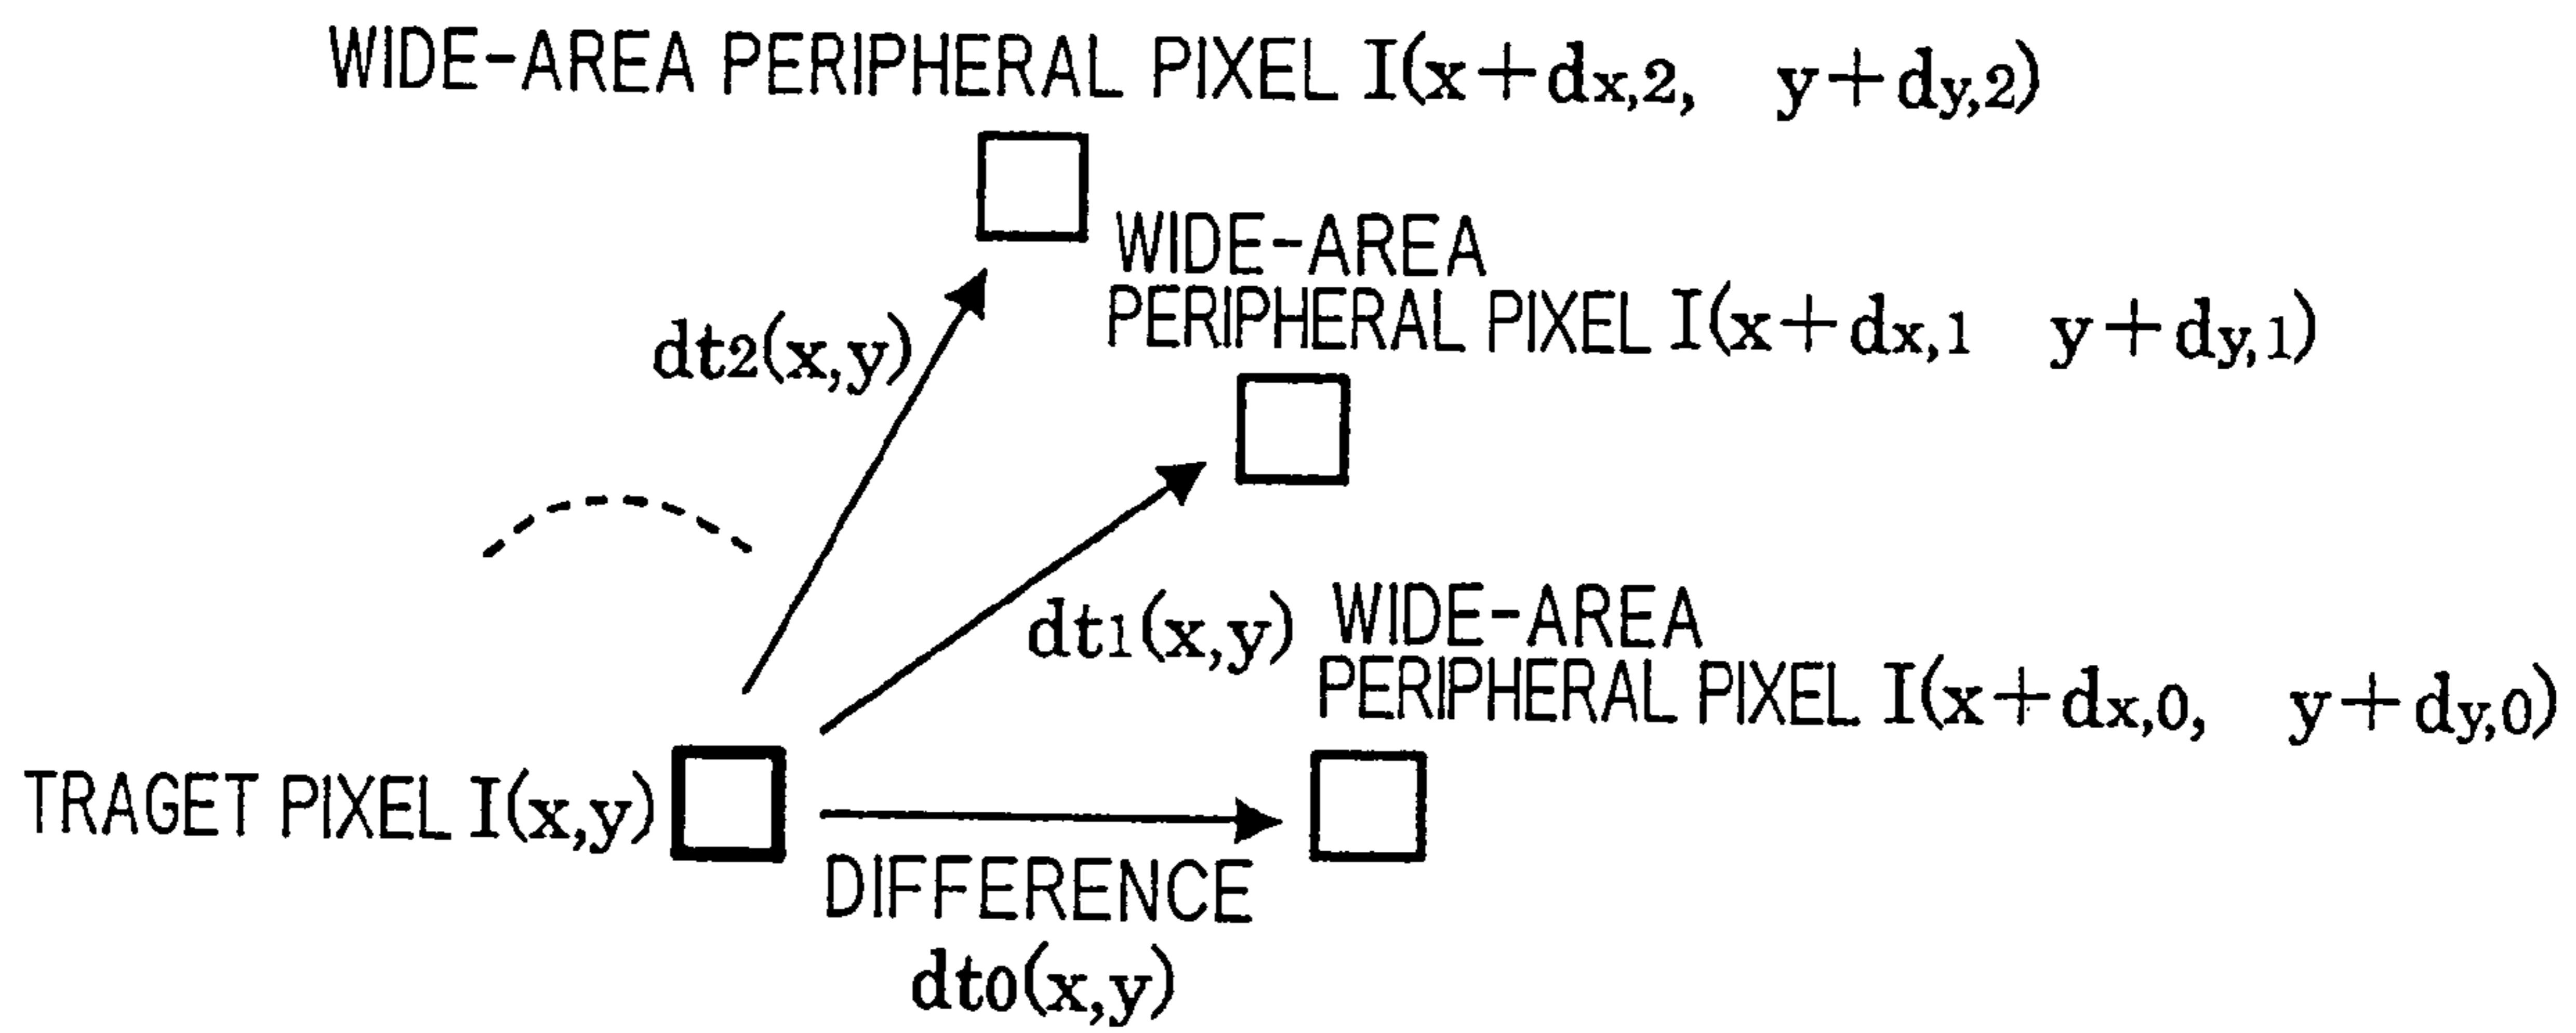 WIDE-AREA PERIPHERAL PIXEL I(x+dx,2, y+dy,2)
WIDE-AREA
PERIPHERAL PIXEL I(x+dx,1 y+dy,1)
dt2(x,y)
dt1(x,y)
WIDE-AREA
PERIPHERAL PIXEL I(x+dx,0, y+dy,0)
TRAGET PIXEL I(x,y)
DIFFERENCE
dt0(x,y)